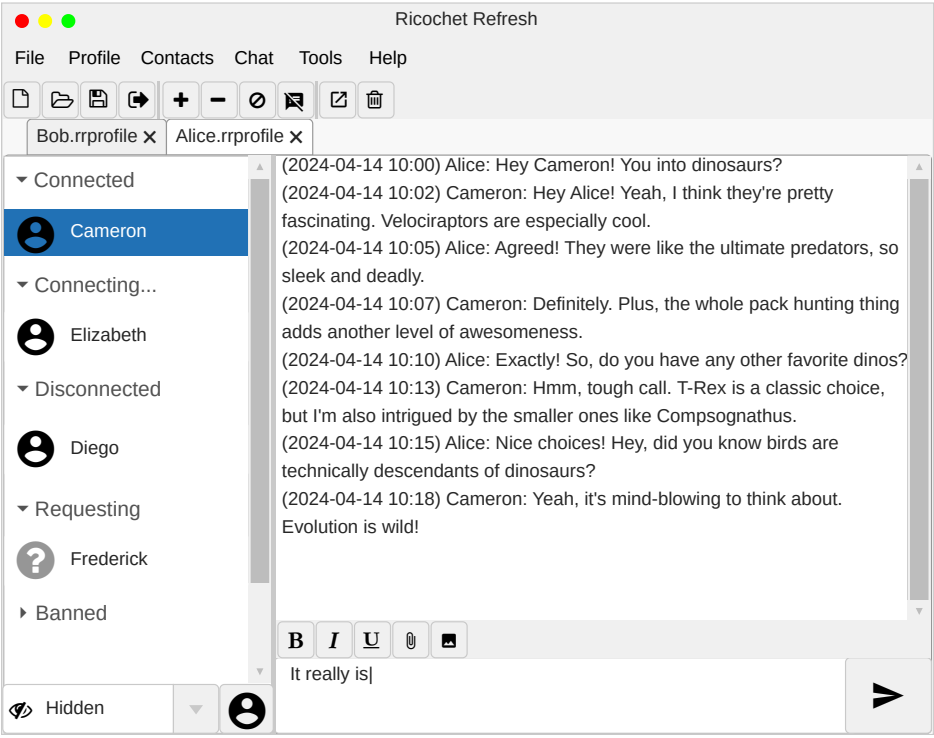 Ricochet Refresh
File Profile Contacts Chat Tools Help
Bob.rrprofile Alice.rrprofile
Connected
Cameron
Connecting...
Elizabeth
Disconnected
Diego
Requesting
Frederick
Banned
Hidden
(2024-04-14 10:00) Alice: Hey Cameron! You into dinosaurs?
(2024-04-14 10:02) Cameron: Hey Alice! Yeah, I think they're pretty
fascinating. Velociraptors are especially cool.
(2024-04-14 10:05) Alice: Agreed! They were like the ultimate predators, so
sleek and deadly.
(2024-04-14 10:07) Cameron: Definitely. Plus, the whole pack hunting thing
adds another level of awesomeness.
(2024-04-14 10:10) Alice: Exactly! So, do you have any other favorite dinos?
(2024-04-14 10:13) Cameron: Hmm, tough call. T-Rex is a classic choice,
but I'm also intrigued by the smaller ones like Compsognathus.
(2024-04-14 10:15) Alice: Nice choices! Hey, did you know birds are
technically descendants of dinosaurs?
(2024-04-14 10:18) Cameron: Yeah, it's mind-blowing to think about.
Evolution is wild!
B I U
It really is